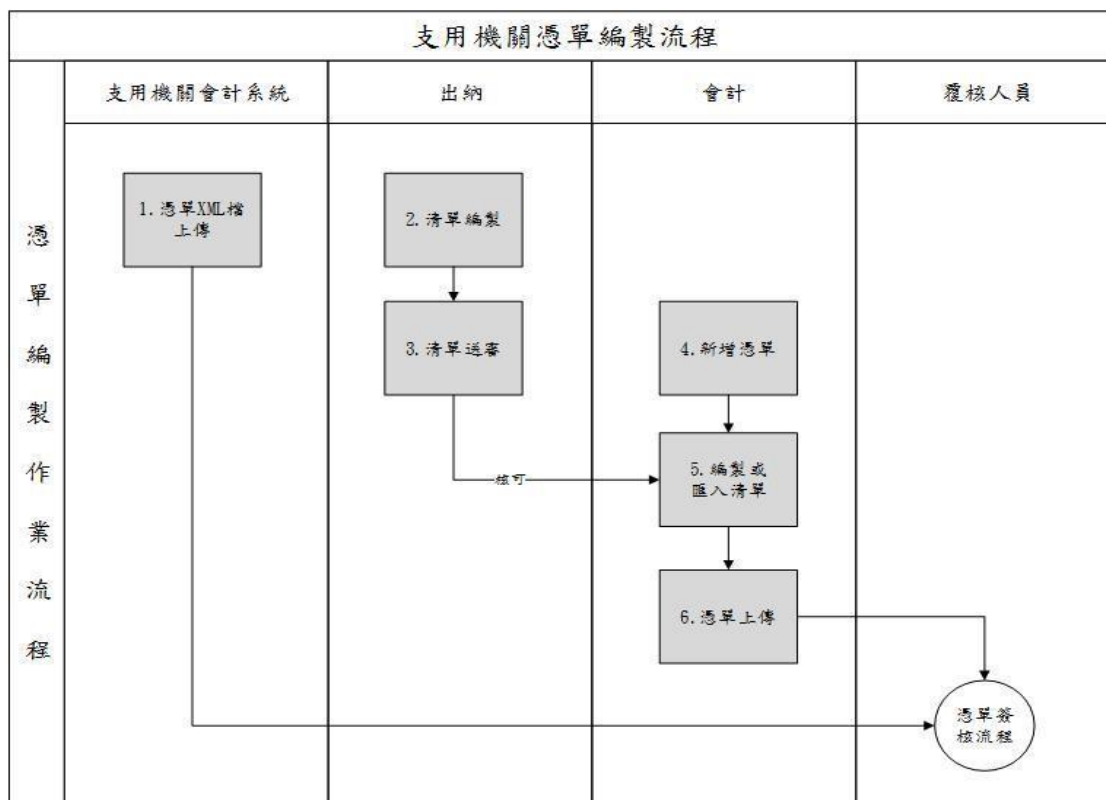 支用機關憑單編製流程
支用機關會計系統
出納
會計
覆核人員
憑單編製作業流程
1.憑單XML檔
上傳
2.清單編製
3.清單送審
4.新增憑單
核可
5.編製或
匯入清單
6.憑單上傳
憑單簽
核流程